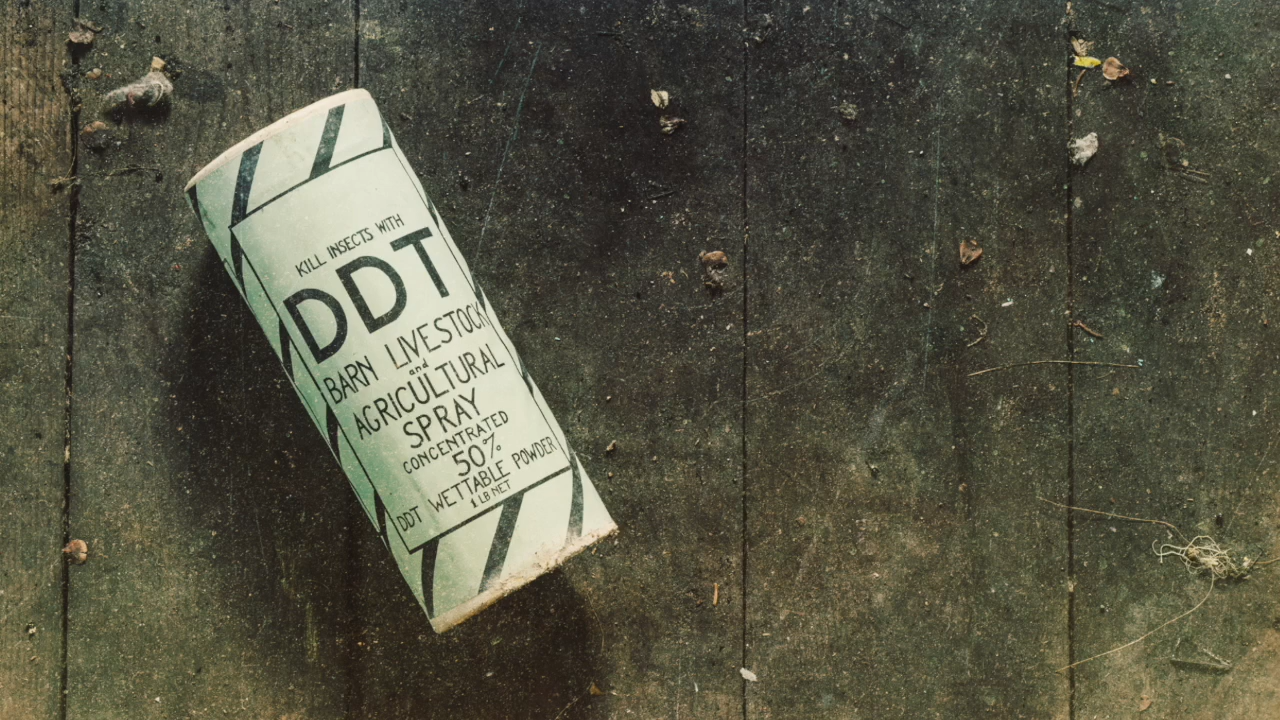 KILL INSECTS WITH
DDT
BARN LIVESTOCK
and
AGRICULTURAL
SPRAY
CONCENTRATED
50%
DDT WETTABLE POWDER
1 LB NET